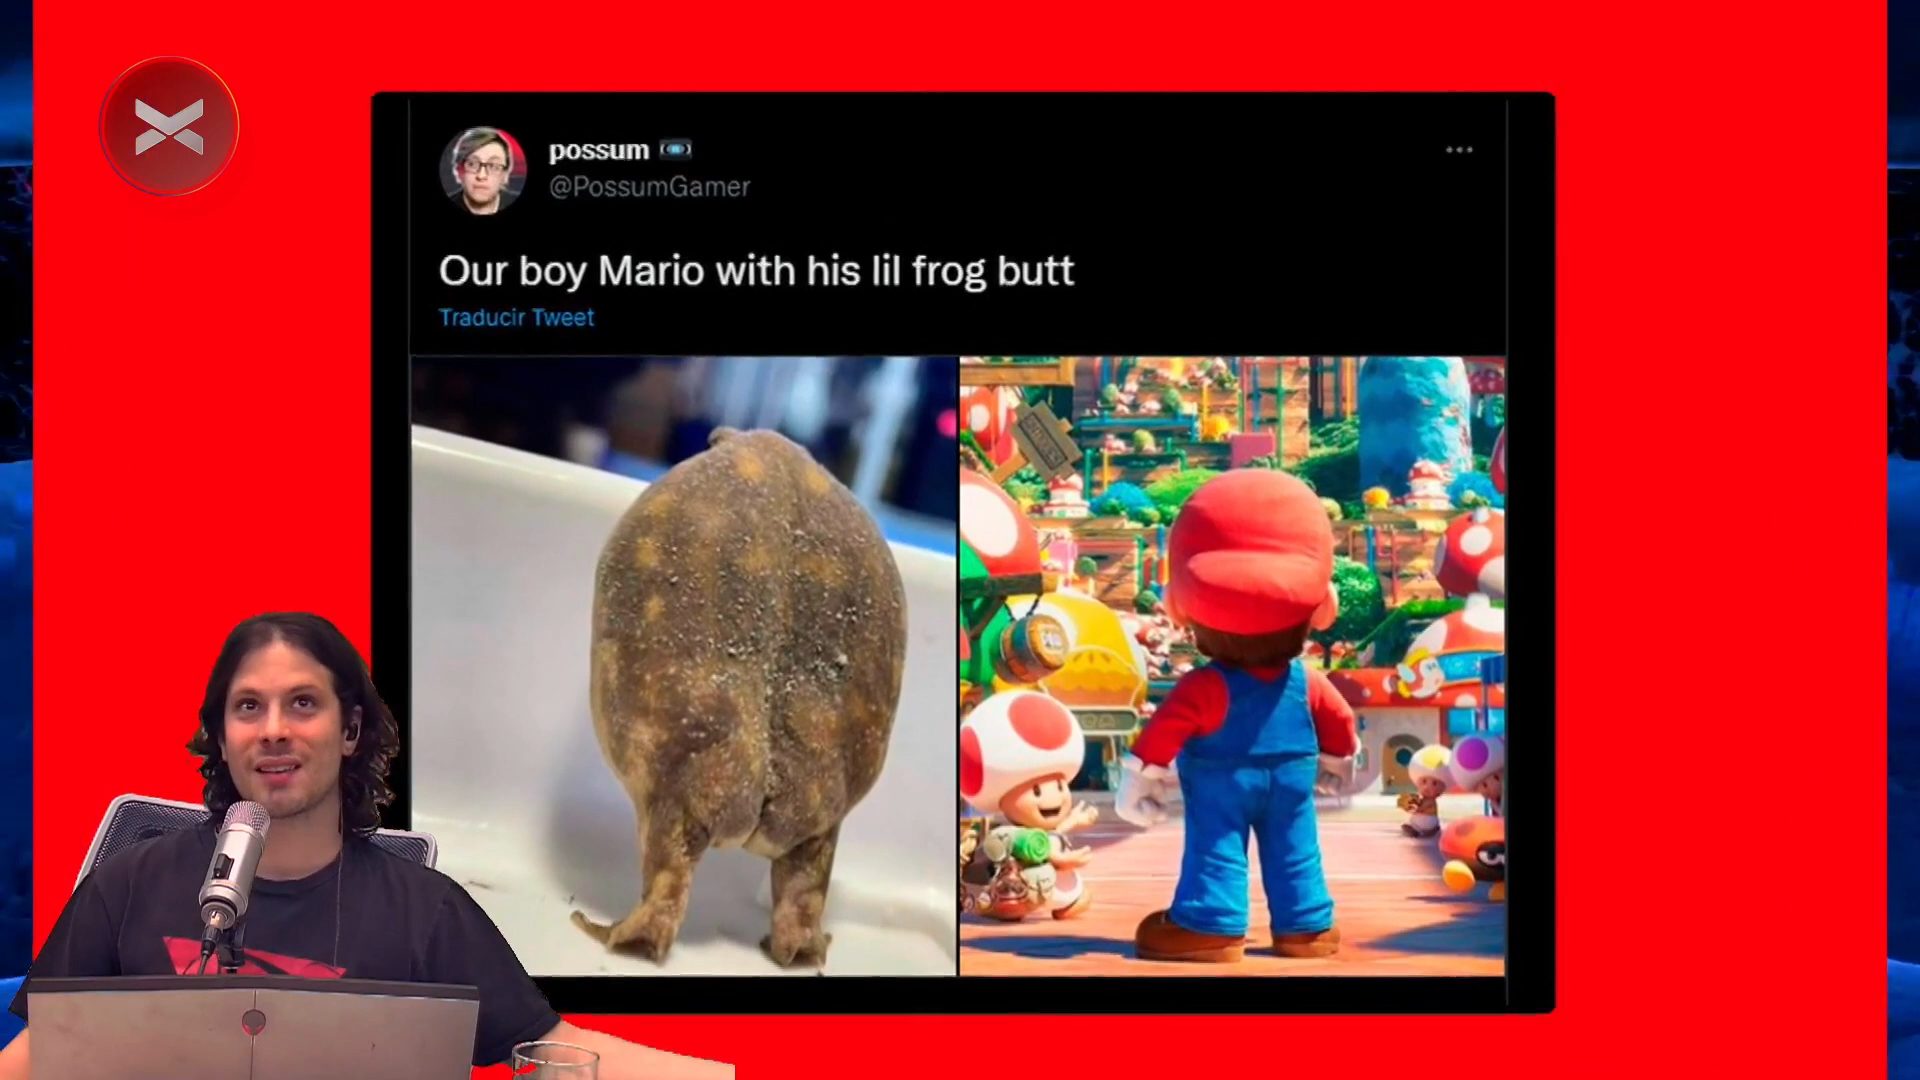 possum
@PossumGamer
Our boy Mario with his lil frog butt
Traducir Tweet